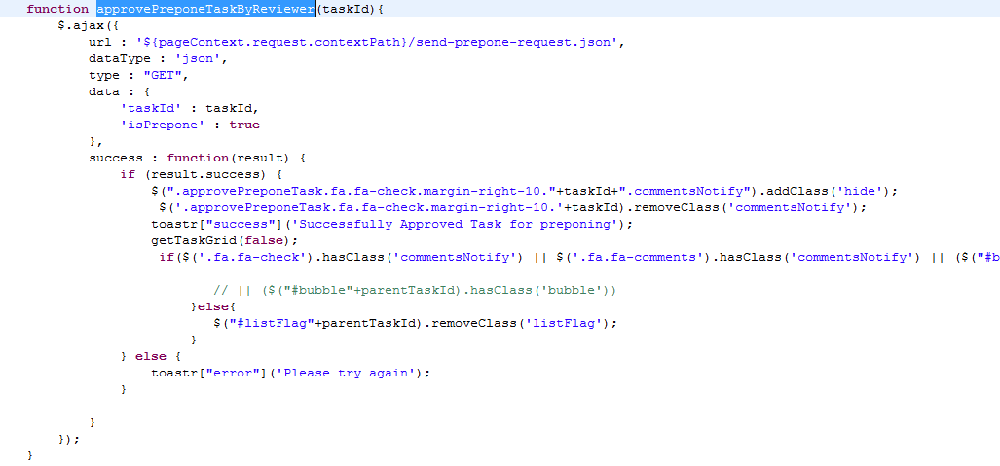 function approvePreponeTaskByReviewer(taskId){
    $.ajax({
        url : '${pageContext.request.contextPath}/send-prepone-request.json',
        dataType : 'json',
        type : "GET",
        data : {
            'taskId' : taskId,
            'isPrepone' : true
        },
        success : function(result) {
            if (result.success) {
                $(".approvePreponeTask.fa.fa-check.margin-right-10."+taskId+".commentsNotify").addClass('hide');
                 $('.approvePreponeTask.fa.fa-check.margin-right-10.'+taskId).removeClass('commentsNotify');
                toastr["success"]('Successfully Approved Task for preponing');
                getTaskGrid(false);
                 if($('.fa.fa-check').hasClass('commentsNotify') || $('.fa.fa-comments').hasClass('commentsNotify') || ($("#b
                        // || ($("#bubble"+parentTaskId).hasClass('bubble'))
                     }else{
                        $("#listFlag"+parentTaskId).removeClass('listFlag');
                     }
            } else {
                toastr["error"]('Please try again');
            }
        }
    });
}